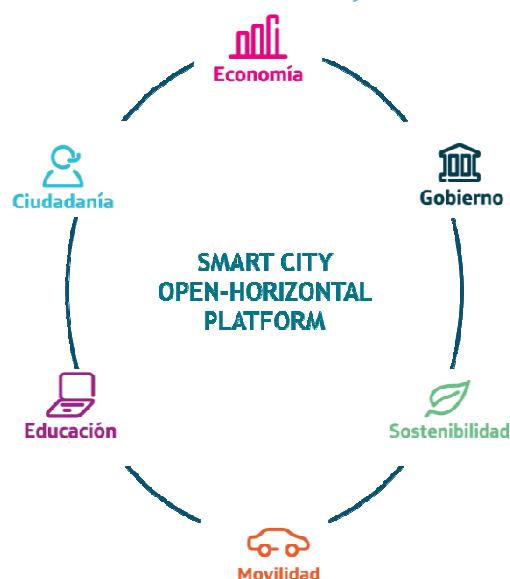 Economía
Ciudadanía
Gobierno
SMART CITY
OPEN-HORIZONTAL
PLATFORM
Educación
Sostenibilidad
Movilidad